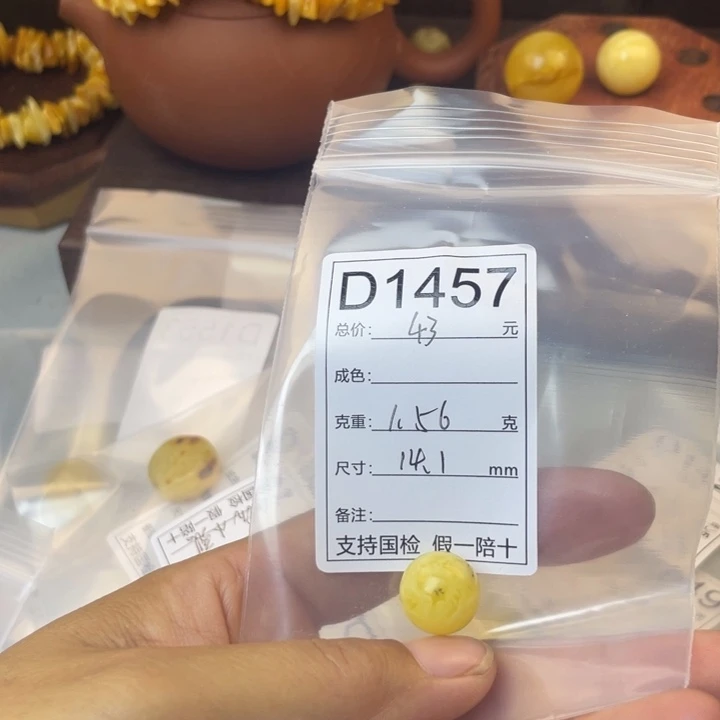 D1457
总价: 43 元
成色:
克重: 1.56 克
尺寸: 14.1 mm
备注:
支持国检 假一陪十